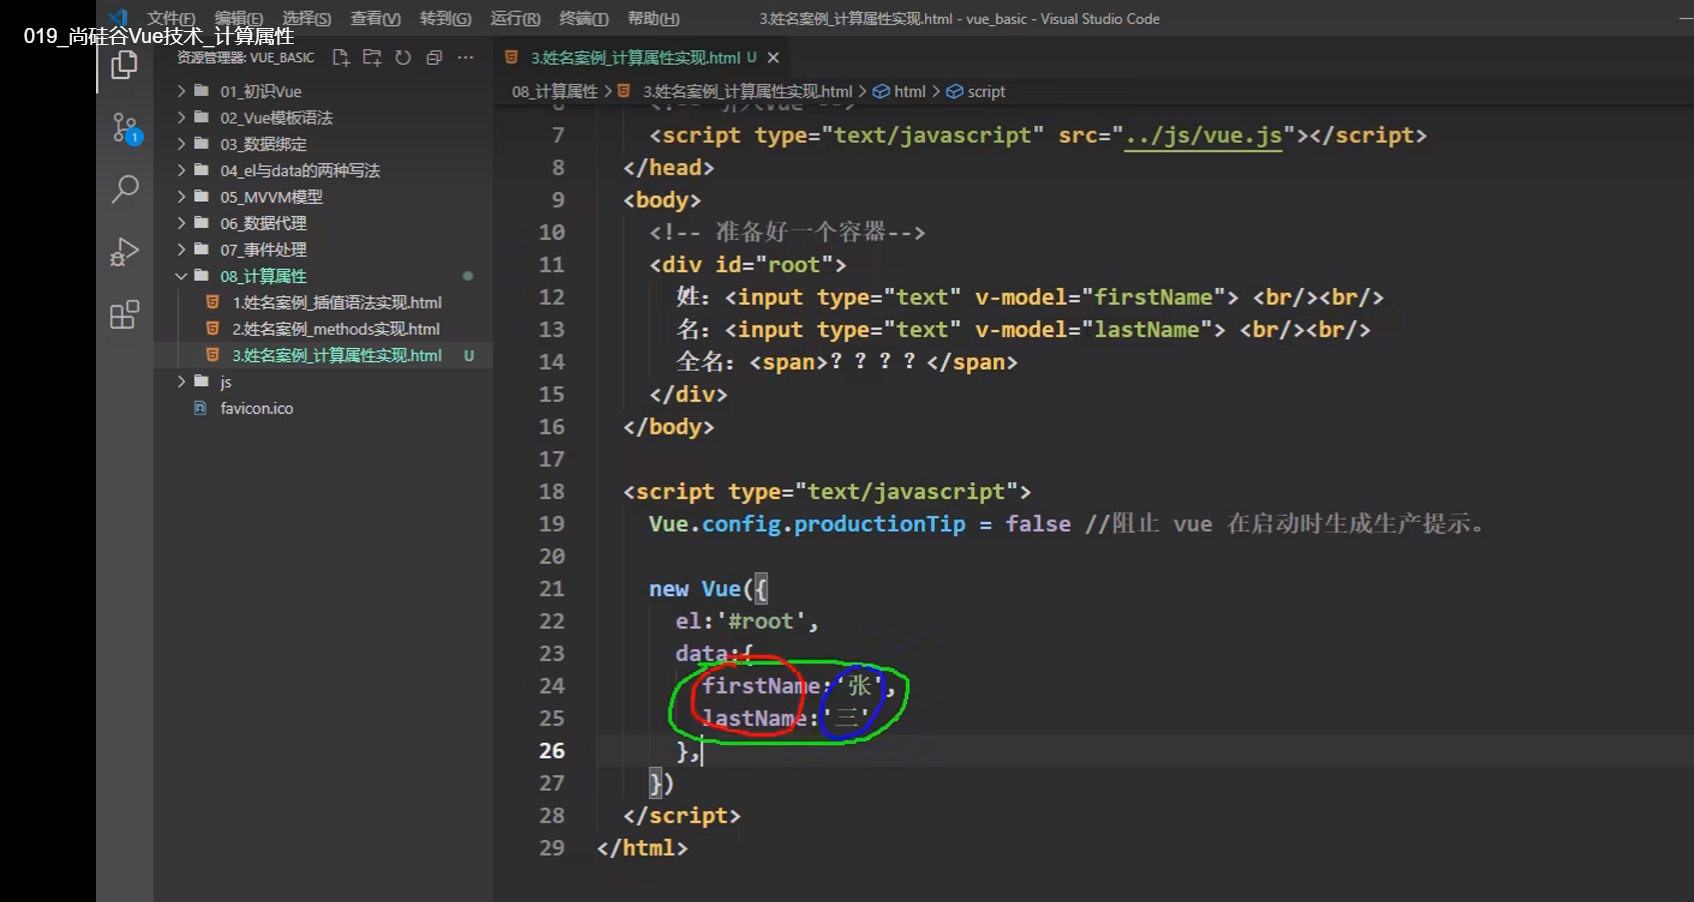 文件(F) 编辑(E) 选择(S) 查看(V) 转到(G) 运行(R) 终端(T) 帮助(H) 3.姓名案例_计算属性实现.html - vue_basic - Visual Studio Code
019_尚硅谷Vue技术_计算属性
资源管理器: VUE_BASIC
01_初识Vue
02_Vue模板语法
03_数据绑定
04_el与data的两种写法
05_MVVM模型
06_数据代理
07_事件处理
08_计算属性
1.姓名案例_插值语法实现.html
2.姓名案例_methods实现.html
3.姓名案例_计算属性实现.html U
js
favicon.ico
1
3.姓名案例_计算属性实现.html U
08_计算属性 > 3.姓名案例_计算属性实现.html > html > script
6 <!-- 引入Vue -->
7 <script type="text/javascript" src="../js/vue.js"></script>
8 </head>
9 <body>
10 <!-- 准备好一个容器-->
11 <div id="root">
12 姓：<input type="text" v-model="firstName"> <br/><br/>
13 名：<input type="text" v-model="lastName"> <br/><br/>
14 全名：<span>？？？？</span>
15 </div>
16 </body>
17
18 <script type="text/javascript">
19 Vue.config.productionTip = false //阻止 vue 在启动时生成生产提示。
20
21 new Vue({
22 el:'#root',
23 data:{
24 firstName:'张',
25 lastName:'三'
26 },
27 })
28 </script>
29 </html>